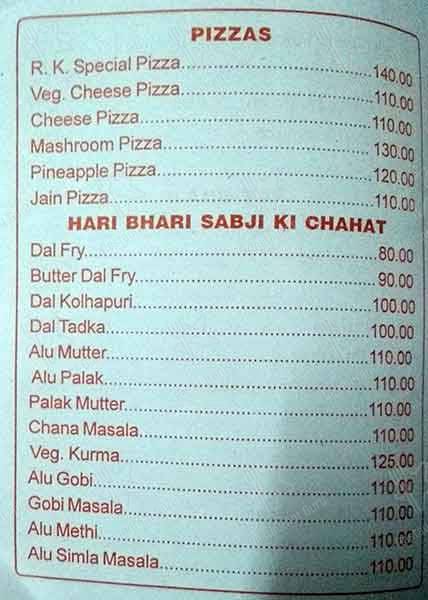 PIZZAS
R. K. Special Pizza..................................140.00
Veg. Cheese Pizza..................................110.00
Cheese Pizza..........................................110.00
Mashroom Pizza.....................................130.00
Pineapple Pizza......................................120.00
Jain Pizza................................................110.00
HARI BHARI SABJI KI CHAHAT
Dal Fry......................................................80.00
Butter Dal Fry...........................................90.00
Dal Kolhapuri..........................................100.00
Dal Tadka...............................................100.00
Alu Mutter...............................................110.00
Alu Palak................................................110.00
Palak Mutter...........................................110.00
Chana Masala........................................110.00
Veg. Kurma............................................125.00
Alu Gobi..................................................110.00
Gobi Masala...........................................110.00
Alu Methi................................................110.00
Alu Simla Masala...................................110.00